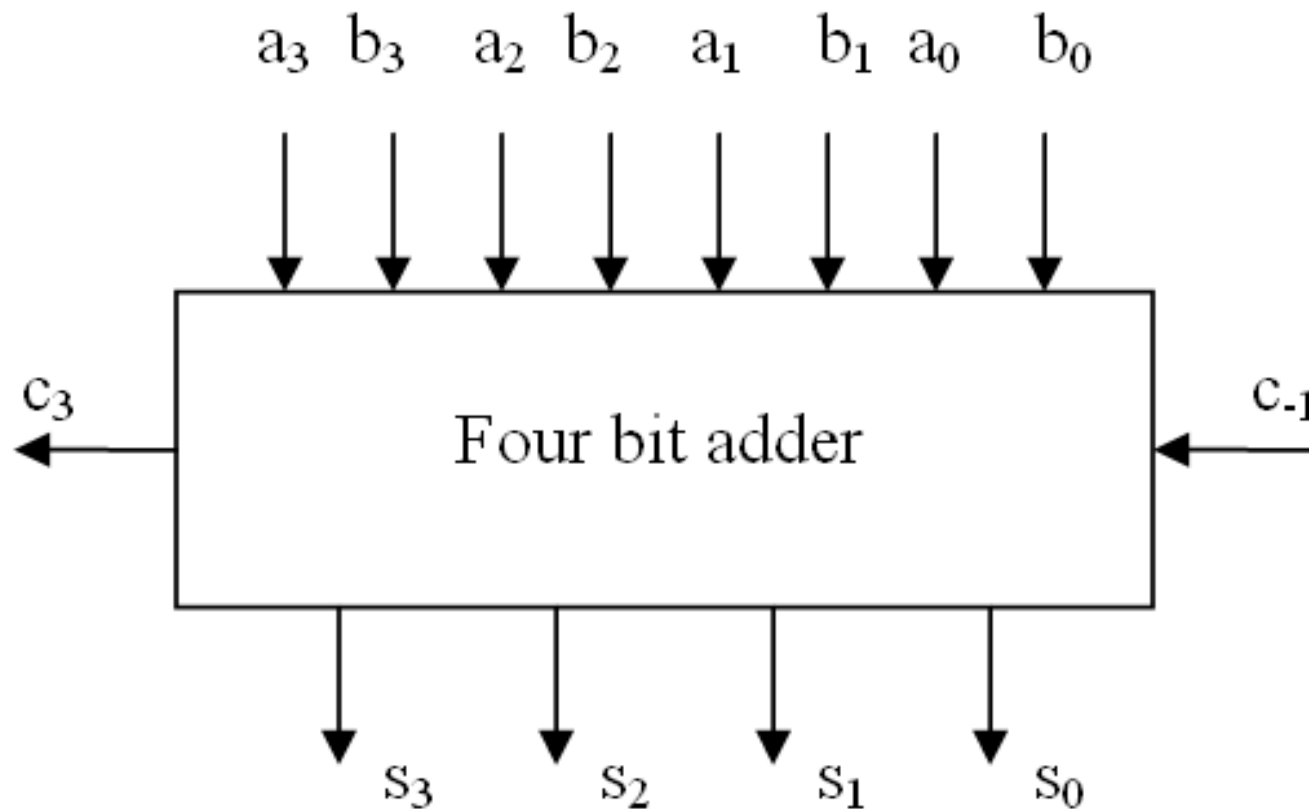 a₃ b₃ a₂ b₂ a₁ b₁ a₀ b₀
c₃
c₋₁
Four bit adder
s₃ s₂ s₁ s₀